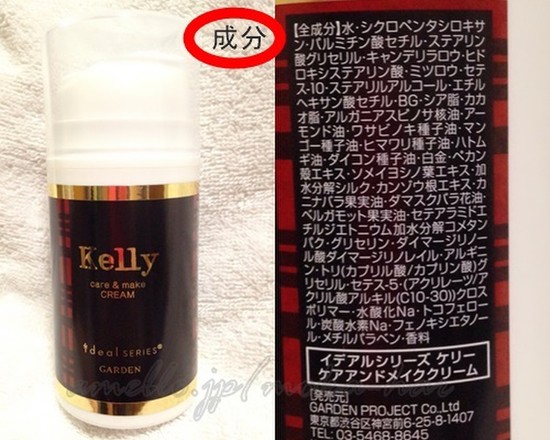 成分
Kelly
care & make
CREAM
ideal SERIES
GARDEN
【全成分】水・シクロペンタシロキサ
ン・パルミチン酸セチル・ステアリン
酸グリセリル・キャンデリラロウ・ヒド
ロキシステアリン酸・ミツロウ・セテ
ス-10・ステアリルアルコール・エチル
ヘキサン酸セチル・BG・シア脂・カカ
オ脂・アルガニアスピノサ核油・アー
モンド油・ワサビノキ種子油・マン
ゴー種子油・ヒマワリ種子油・ハトム
ギ油・ダイコン種子油・白金・ペカン
殻エキス・ソメイヨシノ葉エキス・加
水分解シルク・カンゾウ根エキス・カ
ニナバラ果実油・ダマスクバラ花油・
ベルガモット果実油・セテアラミドエ
チルジエトニウム加水分解コメタン
パク・グリセリン・ダイマージリノー
ル酸ダイマージリノレイル・アルギニ
ン・トリ(カプリル酸/カプリン酸)グ
リセリル・セテス-5・(アクリレーツ/アク
リル酸アルキル(C10-30))クロス
ポリマー・水酸化Na・トコフェロー
ル・炭酸水素Na・フェノキシエタノー
ル・メチルパラベン・香料
イデアルシリーズ ケリー
ケアアンドメイククリーム
【発売元】
GARDEN PROJECT Co.,Ltd
東京都渋谷区神宮前6-25-8-1407
TEL/03-5468-8645